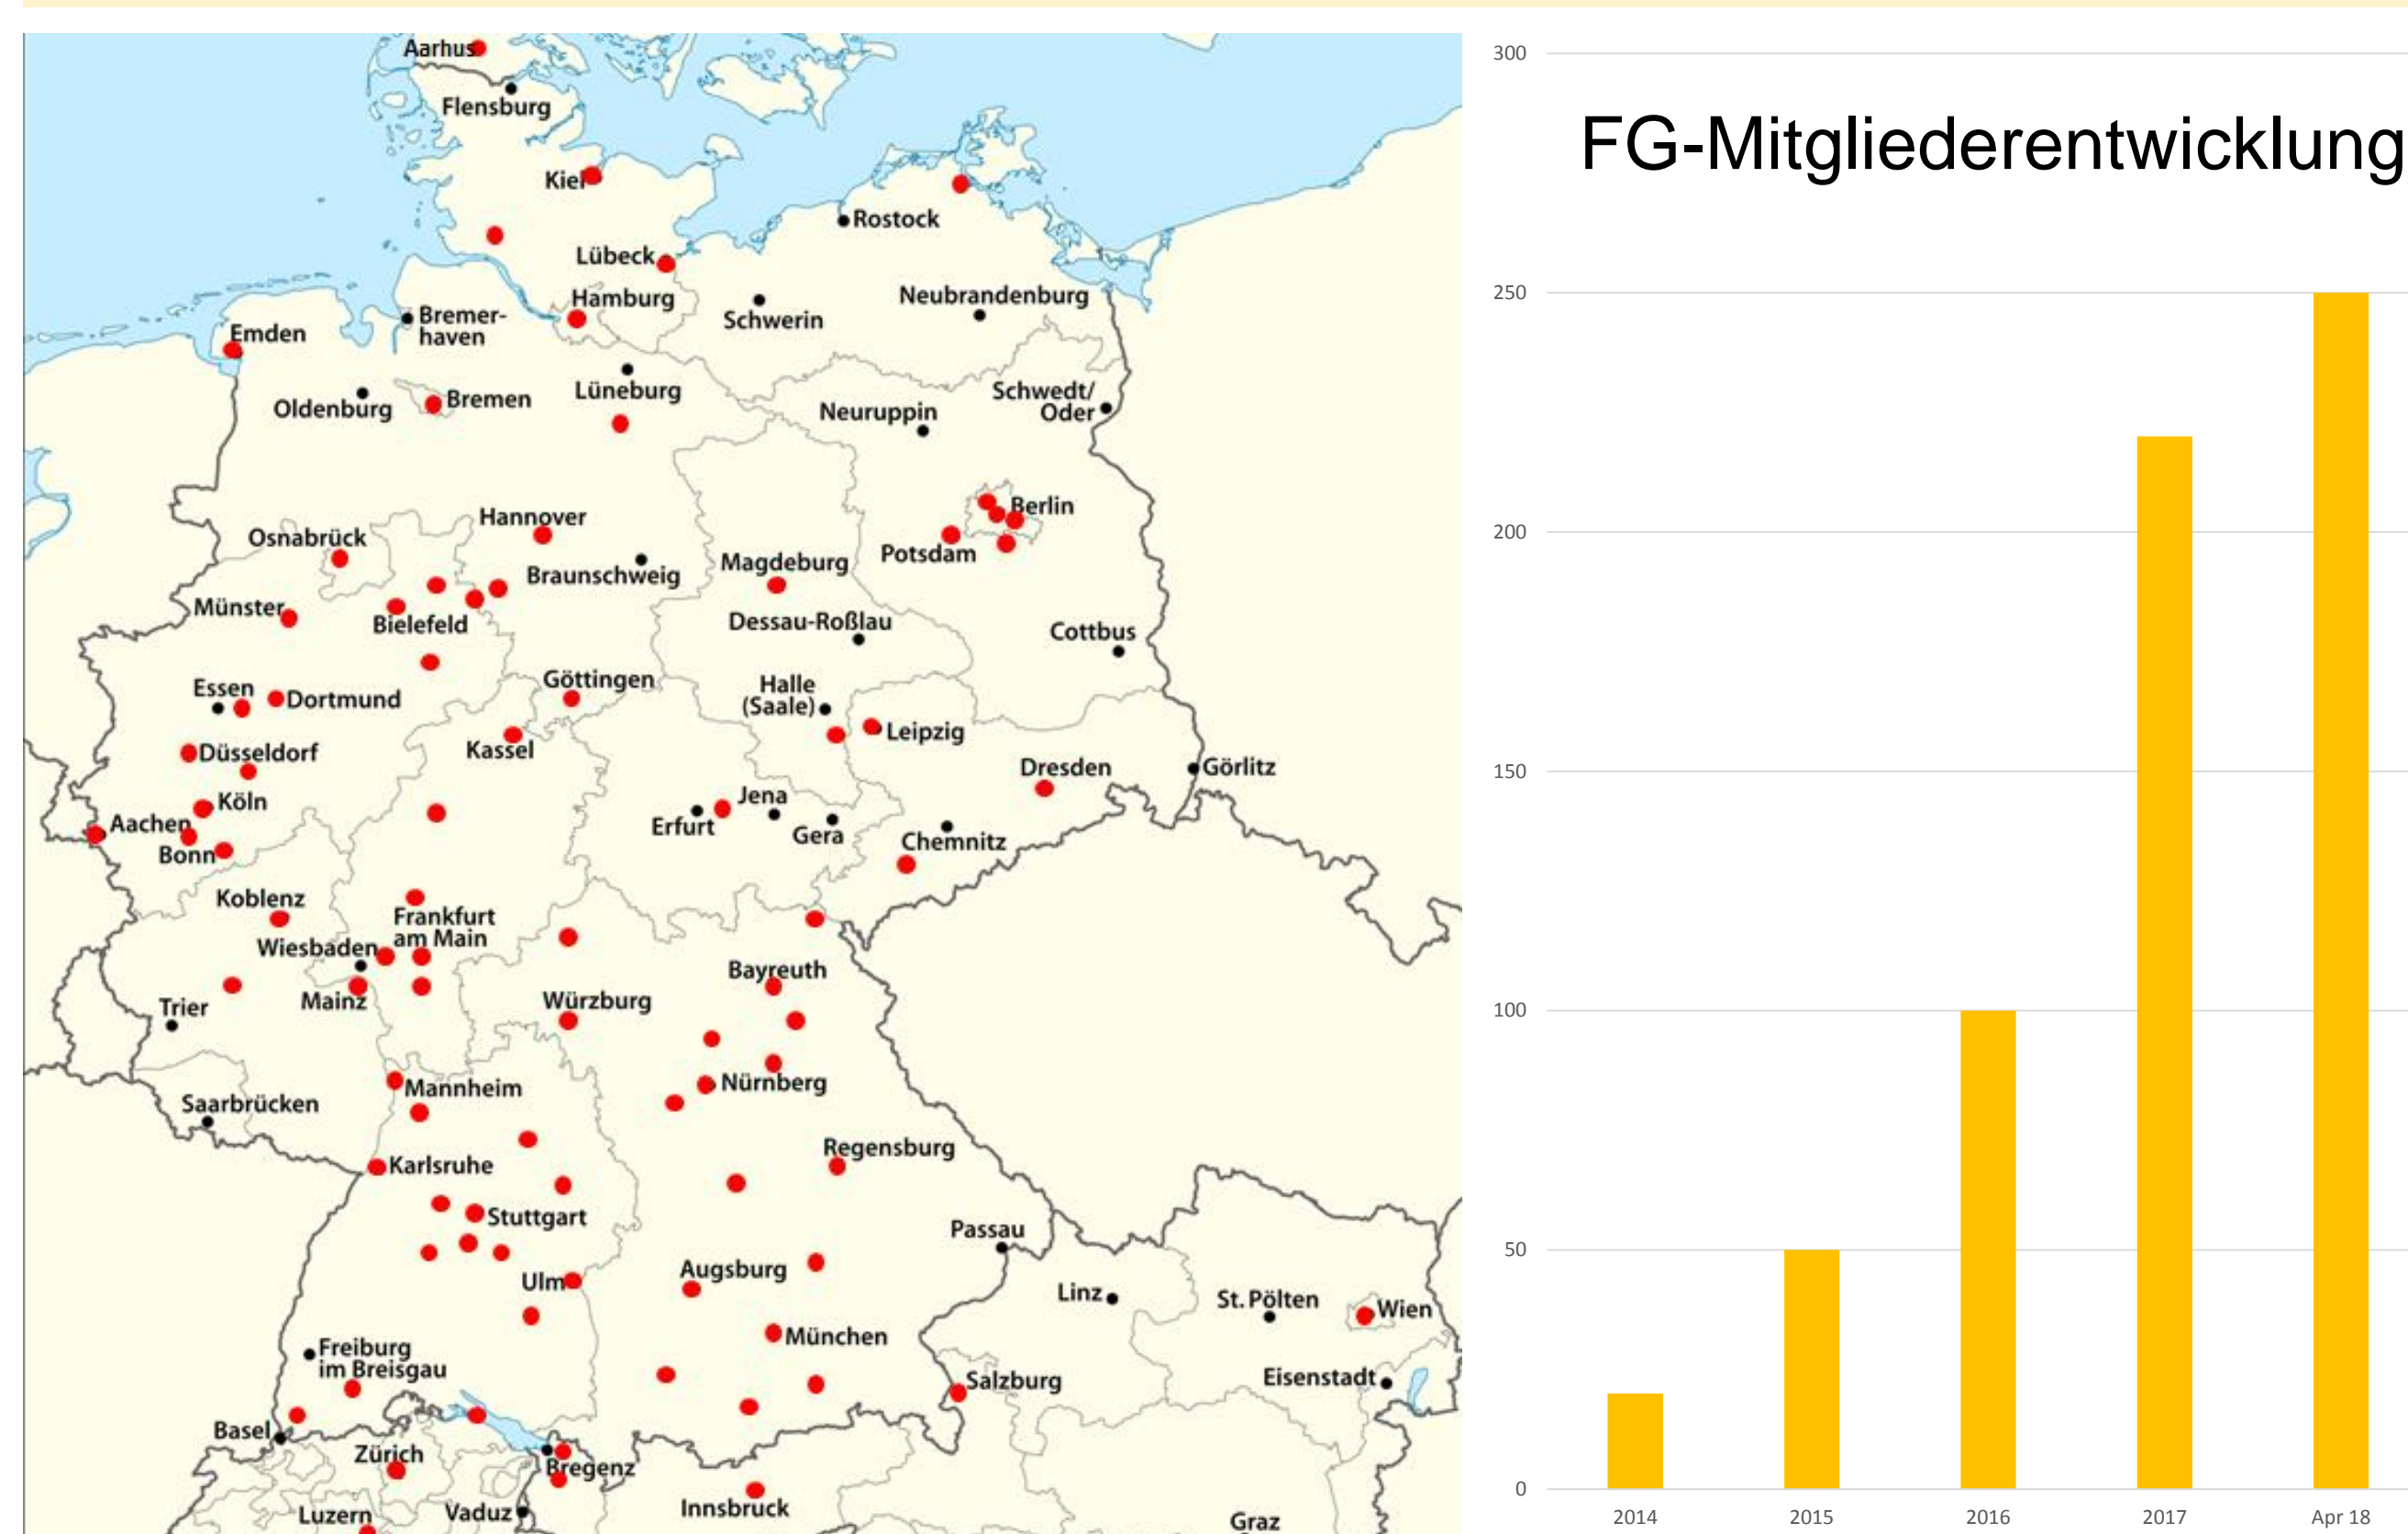 Aarhus
Flensburg
Kiel
Rostock
Lübeck
Hamburg
Schwerin
Neubrandenburg
Emden
Bremer-
haven
Lüneburg
Oldenburg
Bremen
Neuruppin
Schwedt/
Oder
Berlin
Hannover
Osnabrück
Potsdam
Magdeburg
Braunschweig
Münster
Bielefeld
Dessau-Roßlau
Cottbus
Göttingen
Halle
(Saale)
Essen
Dortmund
Leipzig
Kassel
Düsseldorf
Dresden
Görlitz
Köln
Jena
Aachen
Erfurt
Gera
Chemnitz
Bonn
Koblenz
Frankfurt
am Main
Wiesbaden
Bayreuth
Mainz
Würzburg
Trier
Nürnberg
Mannheim
Saarbrücken
Regensburg
Karlsruhe
Stuttgart
Passau
Augsburg
Ulm
Linz
St. Pölten
Wien
München
Freiburg
im Breisgau
Salzburg
Eisenstadt
Basel
Zürich
Bregenz
Innsbruck
Luzern
Vaduz
Graz
FG-Mitgliederentwicklung
300
250
200
150
100
50
0
2014 2015 2016 2017 Apr 18